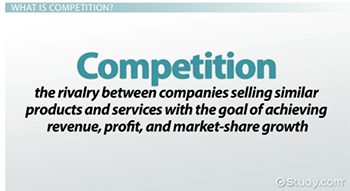 WHAT IS COMPETITION?
Competition
the rivalry between companies selling similar
products and services with the goal of achieving
revenue, profit, and market-share growth
Study.com